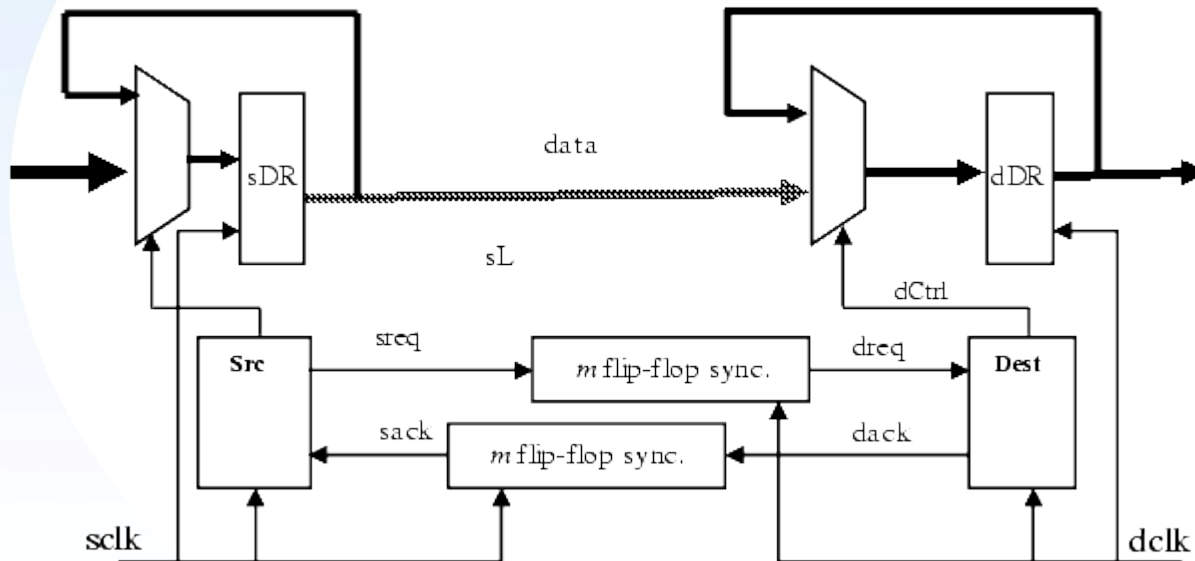 data
sDR
dDR
sL
dCtrl
sreq
dreq
Src
m flip-flop sync.
Dest
sack
dack
m flip-flop sync.
sclk
dclk